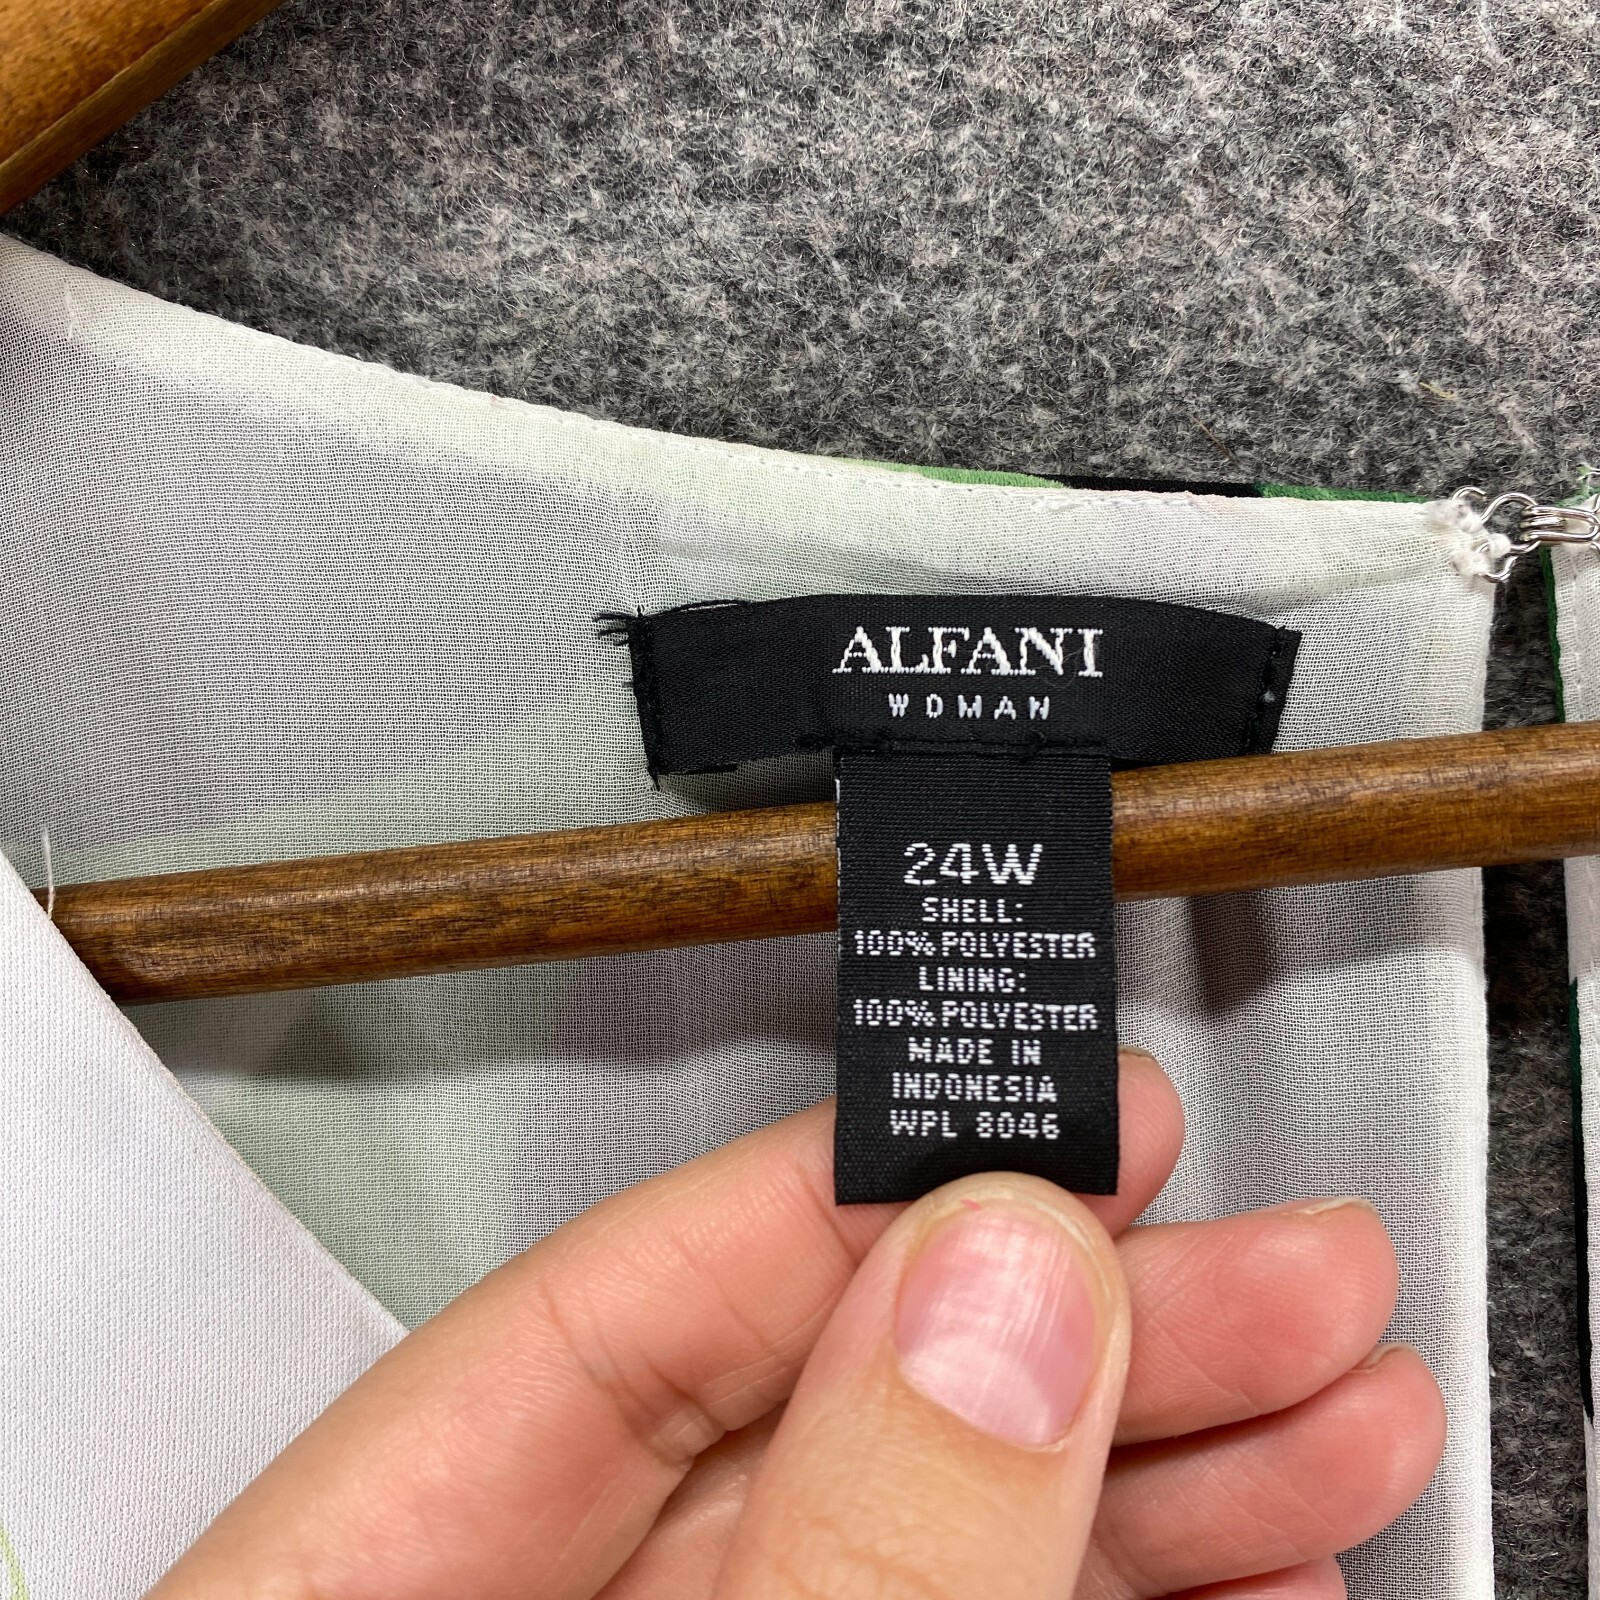 ALFANI
WOMAN
24W
SHELL:
100% POLYESTER
LINING:
100% POLYESTER
MADE IN
INDONESIA
WPL 8046